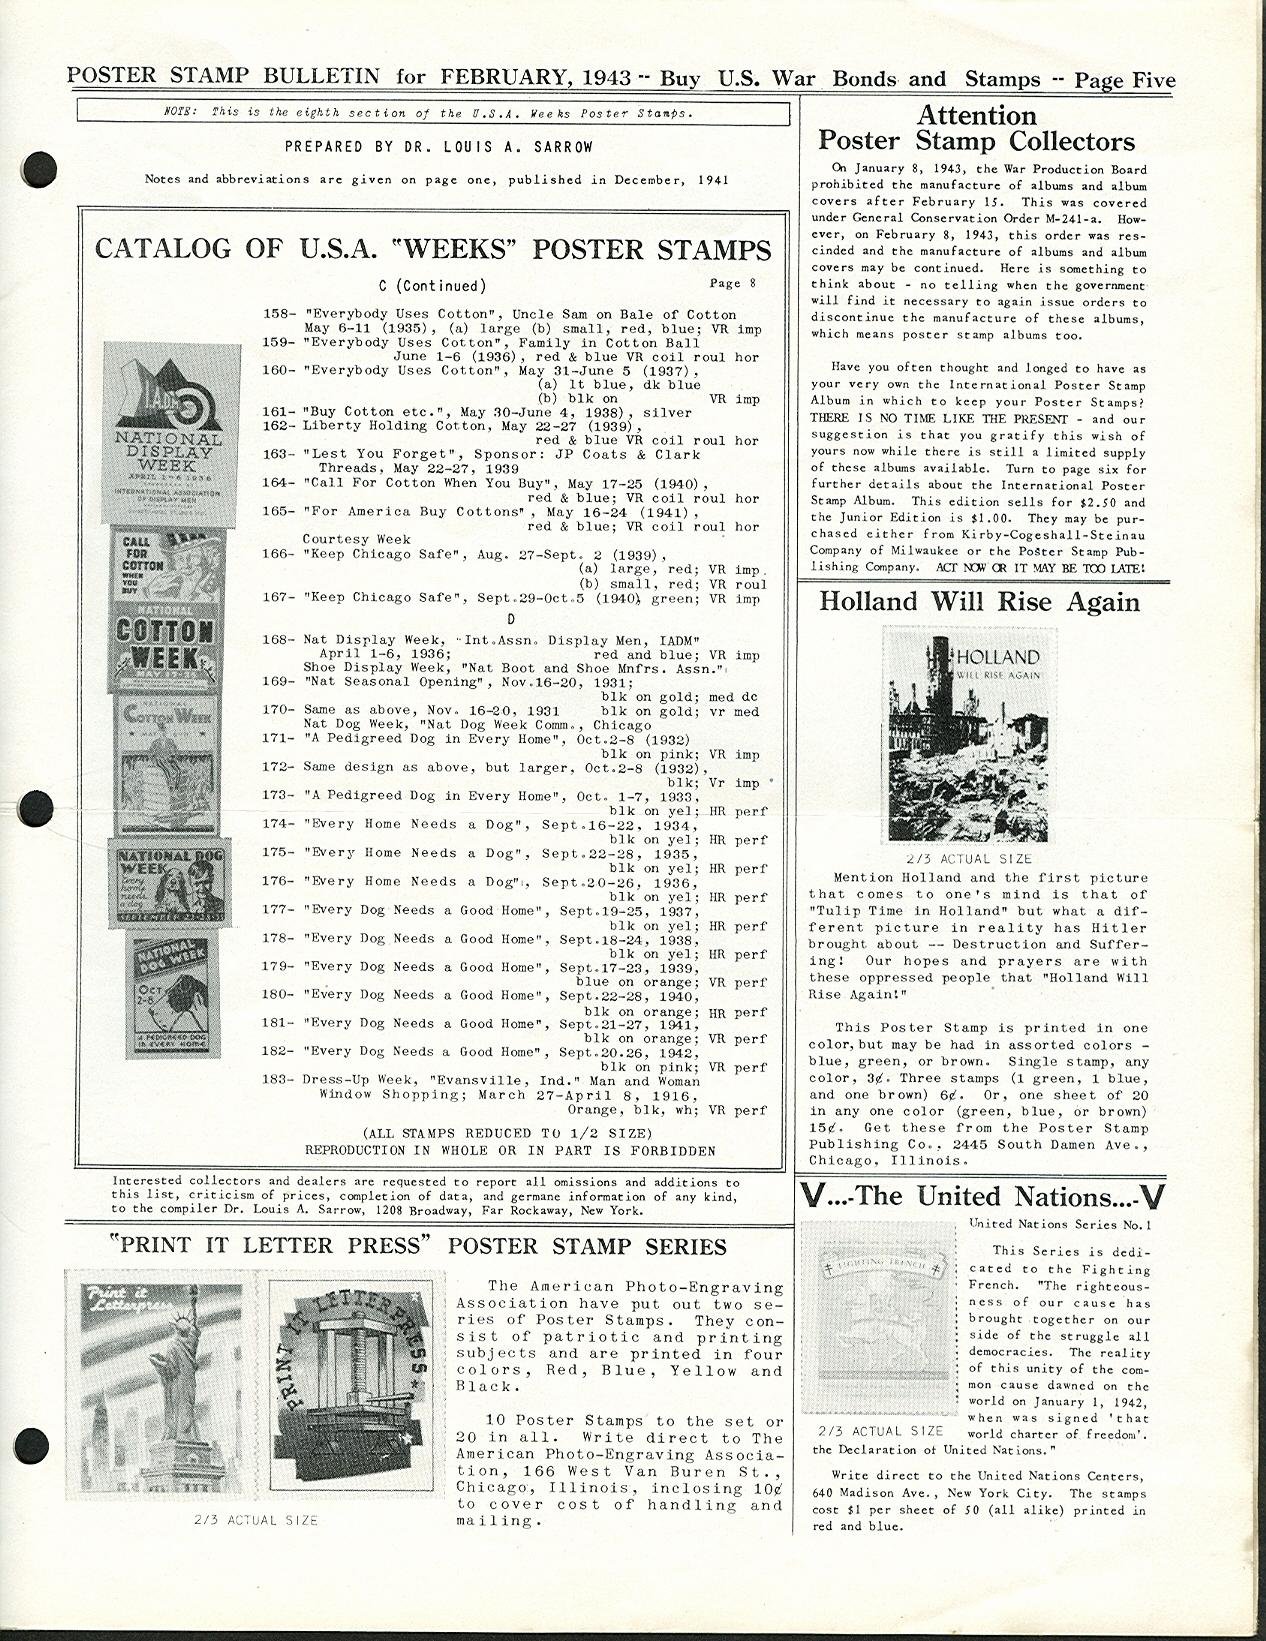 POSTER STAMP BULLETIN for FEBRUARY, 1943 -- Buy U.S. War Bonds and Stamps -- Page Five
NOTE: This is the eighth section of the U.S.A. Weeks Poster Stamps.
PREPARED BY DR. LOUIS A. SARROW
Notes and abbreviations are given on page one, published in December, 1941
CATALOG OF U.S.A. "WEEKS" POSTER STAMPS
C (Continued) Page 8
158- "Everybody Uses Cotton", Uncle Sam on Bale of Cotton
May 6-11 (1935), (a) large (b) small, red, blue; VR imp
159- "Everybody Uses Cotton", Family in Cotton Ball
June 1-6 (1936), red & blue VR coil roul hor
160- "Everybody Uses Cotton", May 31-June 5 (1937),
(a) lt blue, dk blue
(b) blk on VR imp
161- "Buy Cotton etc.", May 30-June 4, 1938), silver
162- Liberty Holding Cotton, May 22-27 (1939),
red & blue VR coil roul hor
163- "Lest You Forget", Sponsor: JP Coats & Clark
Threads, May 22-27, 1939
164- "Call For Cotton When You Buy", May 17-25 (1940),
red & blue; VR coil roul hor
165- "For America Buy Cottons", May 16-24 (1941),
red & blue; VR coil roul hor
Courtesy Week
166- "Keep Chicago Safe", Aug. 27-Sept. 2 (1939),
(a) large, red; VR imp.
(b) small, red; VR roul
167- "Keep Chicago Safe", Sept.29-Oct.5 (1940), green; VR imp
D
168- Nat Display Week, "Int.Assn. Display Men, IADM"
April 1-6, 1936; red and blue; VR imp
Shoe Display Week, "Nat Boot and Shoe Mnfrs. Assn."
169- "Nat Seasonal Opening", Nov.16-20, 1931;
blk on gold; med dc
170- Same as above, Nov. 16-20, 1931 blk on gold; vr med
Nat Dog Week, "Nat Dog Week Comm., Chicago
171- "A Pedigreed Dog in Every Home", Oct.2-8 (1932)
blk on pink; VR imp
172- Same design as above, but larger, Oct.2-8 (1932),
blk; Vr imp
173- "A Pedigreed Dog in Every Home", Oct. 1-7, 1933,
blk on yel; HR perf
174- "Every Home Needs a Dog", Sept.16-22, 1934,
blk on yel; HR perf
175- "Every Home Needs a Dog", Sept.22-28, 1935,
blk on yel; HR perf
176- "Every Home Needs a Dog", Sept.20-26, 1936,
blk on yel; HR perf
177- "Every Dog Needs a Good Home", Sept.19-25, 1937,
blk on yel; HR perf
178- "Every Dog Needs a Good Home", Sept.18-24, 1938,
blk on yel; HR perf
179- "Every Dog Needs a Good Home", Sept.17-23, 1939,
blue on orange; VR perf
180- "Every Dog Needs a Good Home", Sept.22-28, 1940,
blk on orange; HR perf
181- "Every Dog Needs a Good Home", Sept.21-27, 1941,
blk on orange; VR perf
182- "Every Dog Needs a Good Home", Sept.20.26, 1942,
blk on pink; VR perf
183- Dress-Up Week, "Evansville, Ind." Man and Woman
Window Shopping; March 27-April 8, 1916,
Orange, blk, wh; VR perf
(ALL STAMPS REDUCED TO 1/2 SIZE)
REPRODUCTION IN WHOLE OR IN PART IS FORBIDDEN
I.A.D.M.
NATIONAL
DISPLAY
WEEK
APRIL 1-6 1936
INTERNATIONAL ASSOCIATION
OF DISPLAY MEN
CALL
FOR
COTTON
WHEN
YOU
BUY
NATIONAL
COTTON
WEEK
COTTON WEEK
NATIONAL DOG
WEEK
Every
home
needs
a dog
SEPTEMBER 22-28-35
NATIONAL
DOG WEEK
OCT
2-8
A PEDIGREED DOG
IN EVERY HOME
Interested collectors and dealers are requested to report all omissions and additions to
this list, criticism of prices, completion of data, and germane information of any kind,
to the compiler Dr. Louis A. Sarrow, 1208 Broadway, Far Rockaway, New York.
"PRINT IT LETTER PRESS" POSTER STAMP SERIES
Print it
Letterpress
PRINT IT LETTERPRESS
2/3 ACTUAL SIZE
The American Photo-Engraving
Association have put out two se-
ries of Poster Stamps. They con-
sist of patriotic and printing
subjects and are printed in four
colors, Red, Blue, Yellow and
Black.
10 Poster Stamps to the set or
20 in all. Write direct to The
American Photo-Engraving Associa-
tion, 166 West Van Buren St.,
Chicago, Illinois, inclosing 10¢
to cover cost of handling and
mailing.
Attention
Poster Stamp Collectors
On January 8, 1943, the War Production Board
prohibited the manufacture of albums and album
covers after February 15. This was covered
under General Conservation Order M-241-a. How-
ever, on February 8, 1943, this order was res-
cinded and the manufacture of albums and album
covers may be continued. Here is something to
think about - no telling when the government
will find it necessary to again issue orders to
discontinue the manufacture of these albums,
which means poster stamp albums too.
Have you often thought and longed to have as
your very own the International Poster Stamp
Album in which to keep your Poster Stamps?
THERE IS NO TIME LIKE THE PRESENT - and our
suggestion is that you gratify this wish of
yours now while there is still a limited supply
of these albums available. Turn to page six for
further details about the International Poster
Stamp Album. This edition sells for $2.50 and
the Junior Edition is $1.00. They may be pur-
chased either from Kirby-Cogeshall-Steinau
Company of Milwaukee or the Poster Stamp Pub-
lishing Company. ACT NOW OR IT MAY BE TOO LATE!
Holland Will Rise Again
HOLLAND
WILL RISE AGAIN
2/3 ACTUAL SIZE
Mention Holland and the first picture
that comes to one's mind is that of
"Tulip Time in Holland" but what a dif-
ferent picture in reality has Hitler
brought about -- Destruction and Suffer-
ing! Our hopes and prayers are with
these oppressed people that "Holland Will
Rise Again!"
This Poster Stamp is printed in one
color, but may be had in assorted colors -
blue, green, or brown. Single stamp, any
color, 3¢. Three stamps (1 green, 1 blue,
and one brown) 6¢. Or, one sheet of 20
in any one color (green, blue, or brown)
15¢. Get these from the Poster Stamp
Publishing Co., 2445 South Damen Ave.,
Chicago, Illinois.
V...-The United Nations...-V
FIGHTING FRENCH
2/3 ACTUAL SIZE
United Nations Series No.1
This Series is dedi-
cated to the Fighting
French. "The righteous-
ness of our cause has
brought together on our
side of the struggle all
democracies. The reality
of this unity of the com-
mon cause dawned on the
world on January 1, 1942,
when was signed 'that
world charter of freedom'.
the Declaration of United Nations."
Write direct to the United Nations Centers,
640 Madison Ave., New York City. The stamps
cost $1 per sheet of 50 (all alike) printed in
red and blue.